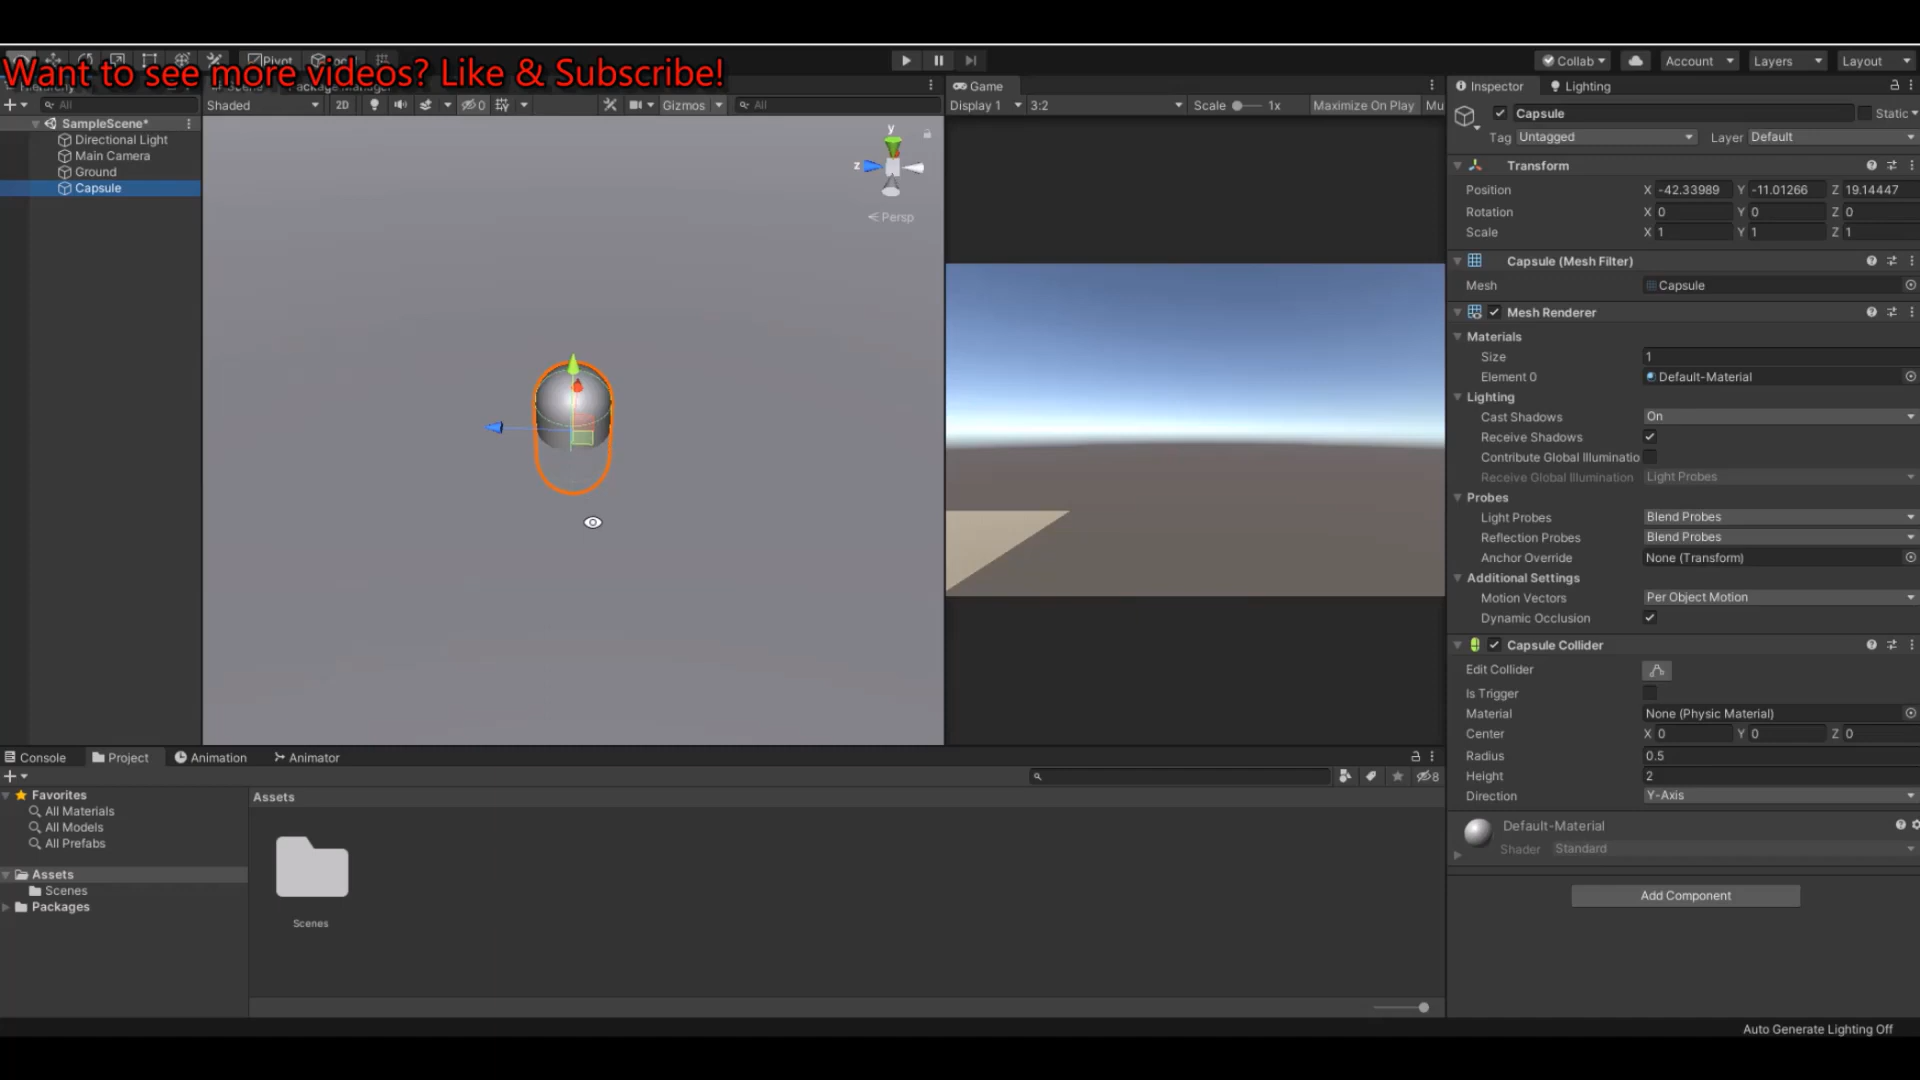 Want to see more videos? Like & Subscribe!
Pivot
Collab
Account
Layers
Layout
All
Shaded
2D
0
Gizmos
All
Game
Display 1
3:2
Scale
1x
Maximize On Play
Mu
SampleScene*
Directional Light
Main Camera
Ground
Capsule
y
z
Persp
Inspector
Lighting
Capsule
Static
Tag
Untagged
Layer
Default
Transform
Position
X -42.33989 Y -11.01266 Z 19.14447
Rotation
X 0 Y 0 Z 0
Scale
X 1 Y 1 Z 1
Capsule (Mesh Filter)
Mesh
Capsule
Mesh Renderer
Materials
Size
1
Element 0
Default-Material
Lighting
Cast Shadows
On
Receive Shadows
Contribute Global Illuminatio
Receive Global Illumination
Light Probes
Probes
Light Probes
Blend Probes
Reflection Probes
Blend Probes
Anchor Override
None (Transform)
Additional Settings
Motion Vectors
Per Object Motion
Dynamic Occlusion
Capsule Collider
Edit Collider
Is Trigger
Material
None (Physic Material)
Center
X 0 Y 0 Z 0
Radius
0.5
Height
2
Direction
Y-Axis
Default-Material
Shader
Standard
Add Component
Console
Project
Animation
Animator
8
Favorites
All Materials
All Models
All Prefabs
Assets
Scenes
Packages
Assets
Scenes
Auto Generate Lighting Off